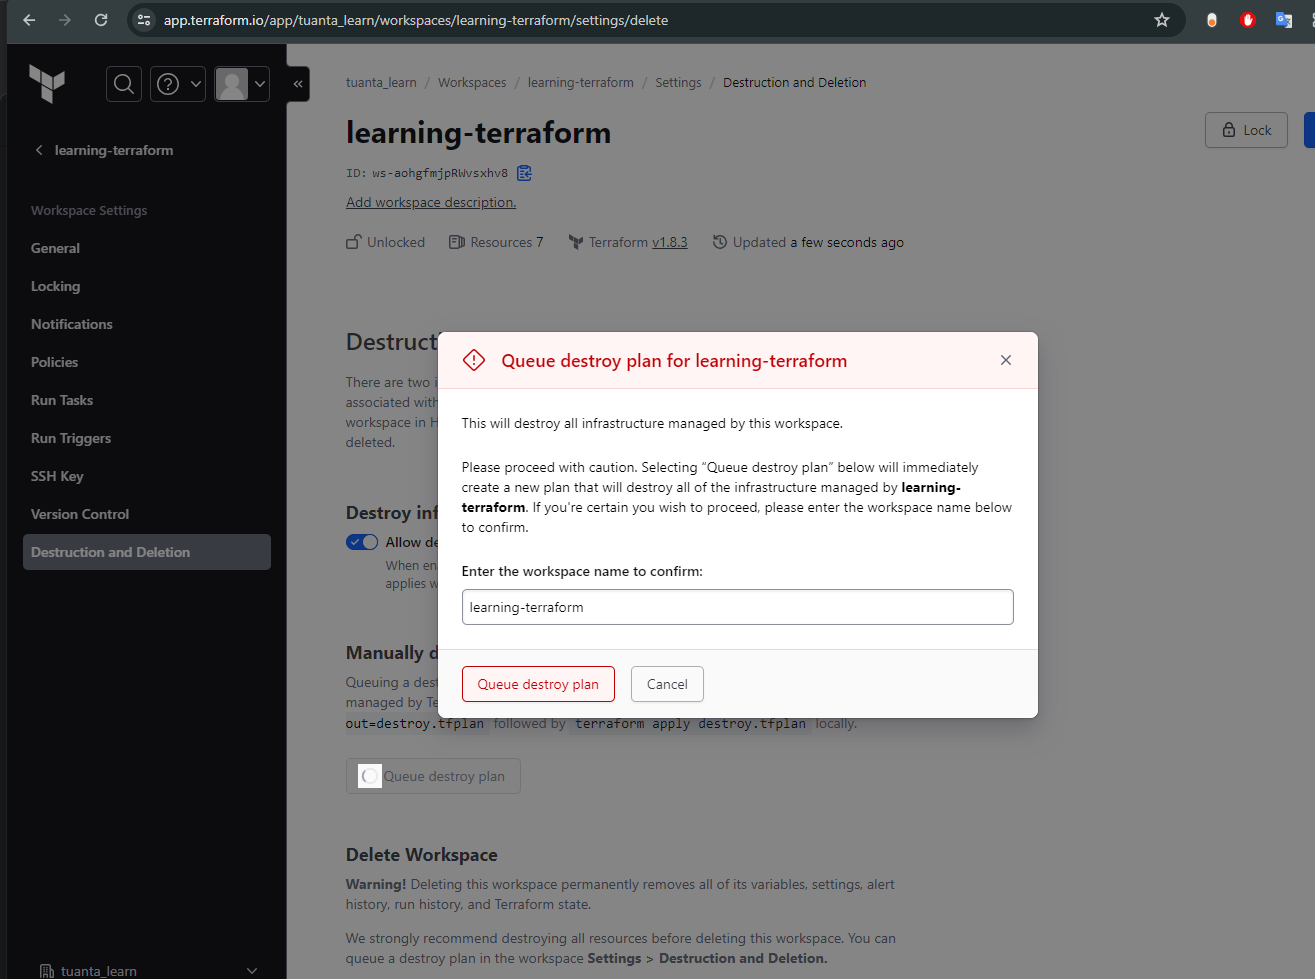 app.terraform.io/app/tuanta_learn/workspaces/learning-terraform/settings/delete
learning-terraform
Workspace Settings
General
Locking
Notifications
Policies
Run Tasks
Run Triggers
SSH Key
Version Control
Destruction and Deletion
tuanta_learn
tuanta_learn / Workspaces / learning-terraform / Settings / Destruction and Deletion
learning-terraform
Lock
ID: ws-aohgfmjpRWvsxhv8
Add workspace description.
Unlocked Resources 7 Terraform v1.8.3 Updated a few seconds ago
Destruct
There are two i
associated with
workspace in H
deleted.
Destroy inf
Allow de
When en
applies w
Manually d
Queuing a dest
managed by Te
out=destroy.tfplan followed by terraform apply destroy.tfplan locally.
Queue destroy plan
Delete Workspace
Warning! Deleting this workspace permanently removes all of its variables, settings, alert
history, run history, and Terraform state.
We strongly recommend destroying all resources before deleting this workspace. You can
queue a destroy plan in the workspace Settings > Destruction and Deletion.
Queue destroy plan for learning-terraform
This will destroy all infrastructure managed by this workspace.
Please proceed with caution. Selecting “Queue destroy plan” below will immediately
create a new plan that will destroy all of the infrastructure managed by learning-
terraform. If you're certain you wish to proceed, please enter the workspace name below
to confirm.
Enter the workspace name to confirm:
learning-terraform
Queue destroy plan
Cancel